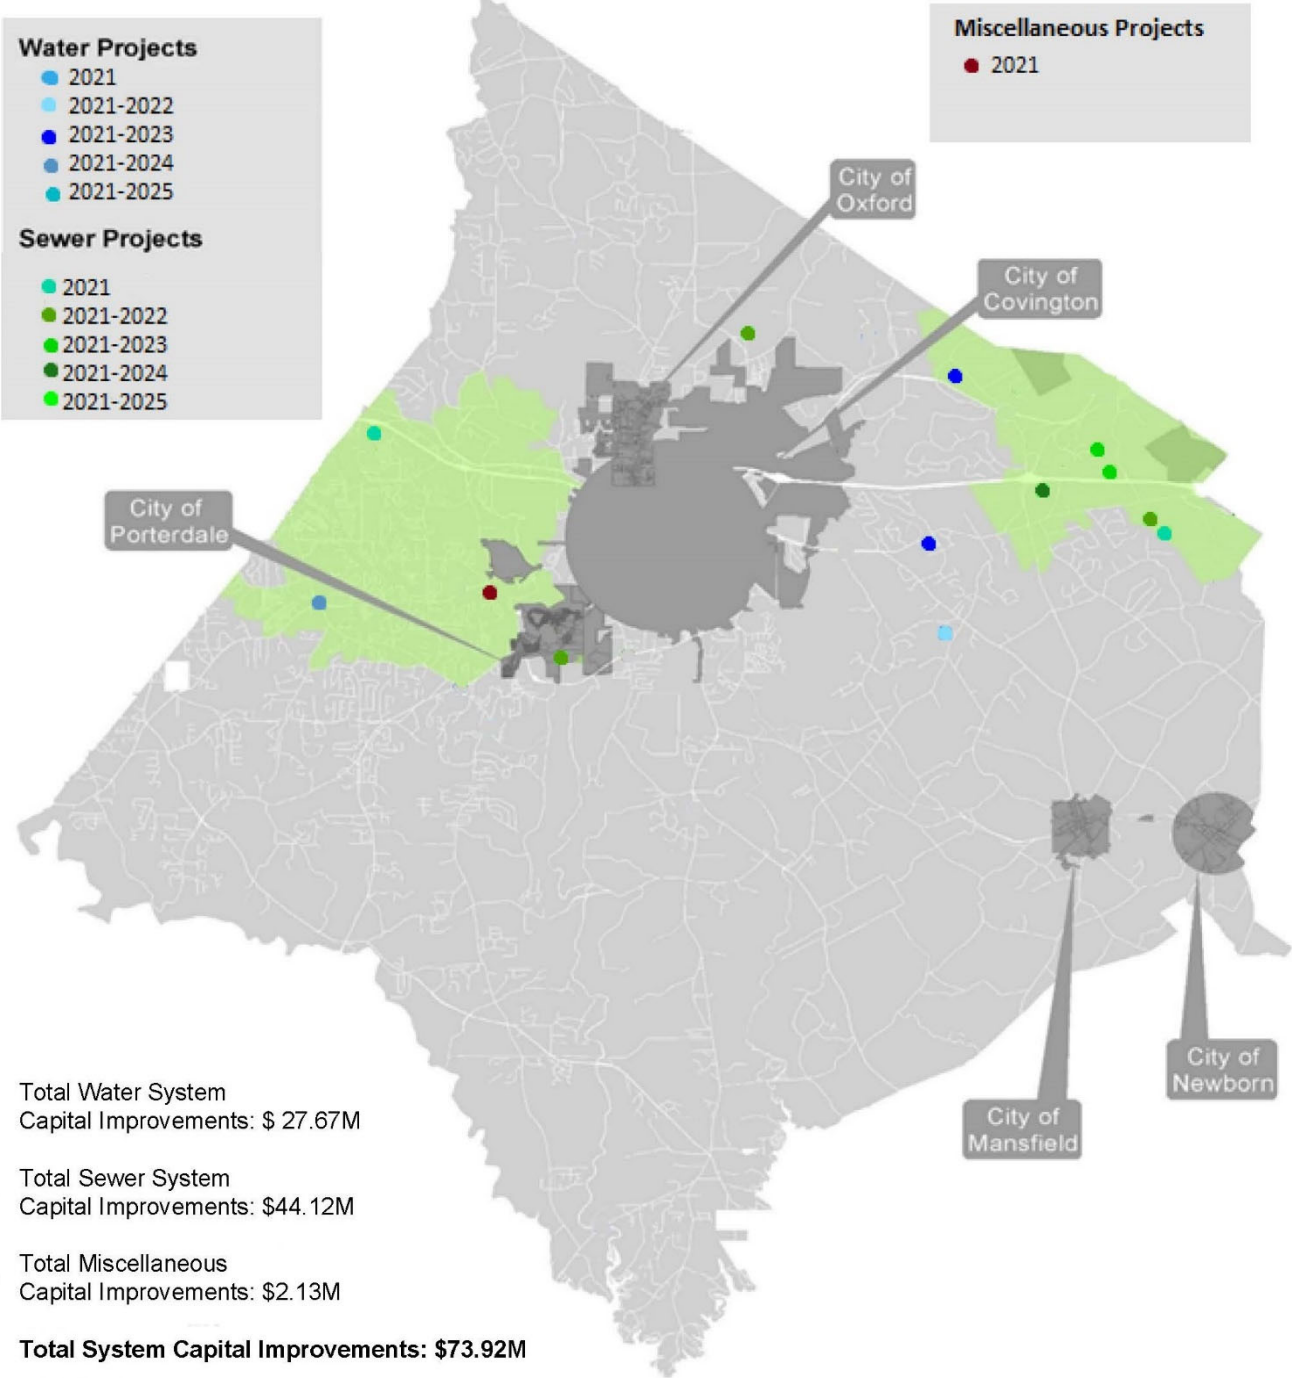 Water Projects
2021
2021-2022
2021-2023
2021-2024
2021-2025
Sewer Projects
2021
2021-2022
2021-2023
2021-2024
2021-2025
Miscellaneous Projects
2021
City of
Oxford
City of
Covington
City of
Porterdale
City of
Newborn
City of
Mansfield
Total Water System
Capital Improvements: $ 27.67M
Total Sewer System
Capital Improvements: $44.12M
Total Miscellaneous
Capital Improvements: $2.13M
Total System Capital Improvements: $73.92M